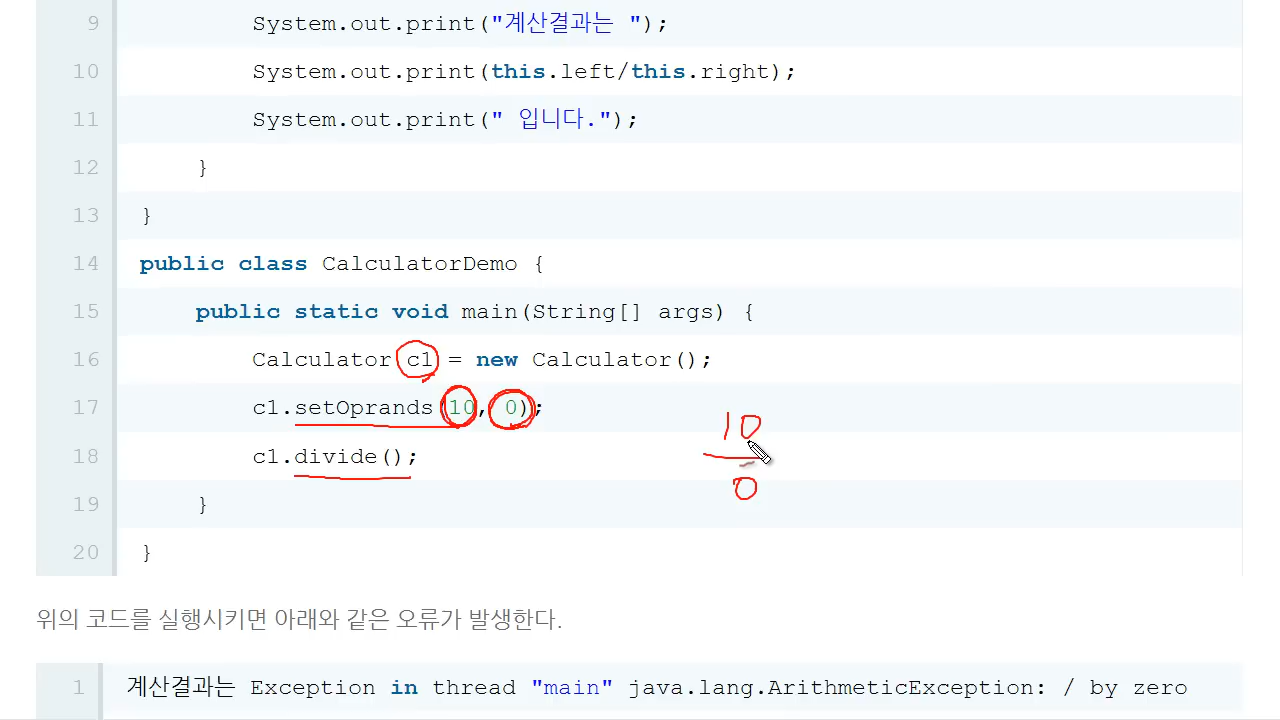 9 System.out.print("계산결과는 ");
10 System.out.print(this.left/this.right);
11 System.out.print(" 입니다.");
12 }
13 }
14 public class CalculatorDemo {
15 public static void main(String[] args) {
16 Calculator c1 = new Calculator();
17 c1.setOprands(10, 0);
18 c1.divide();
19 }
20 }
10
0
위의 코드를 실행시키면 아래와 같은 오류가 발생한다.
1 계산결과는 Exception in thread "main" java.lang.ArithmeticException: / by zero